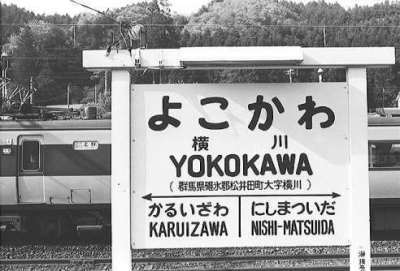 よこかわ
横川
YOKOKAWA
(群馬県碓氷郡松井田町大字横川)
かるいざわ にしまついだ
KARUIZAWA NISHI-MATSUIDA